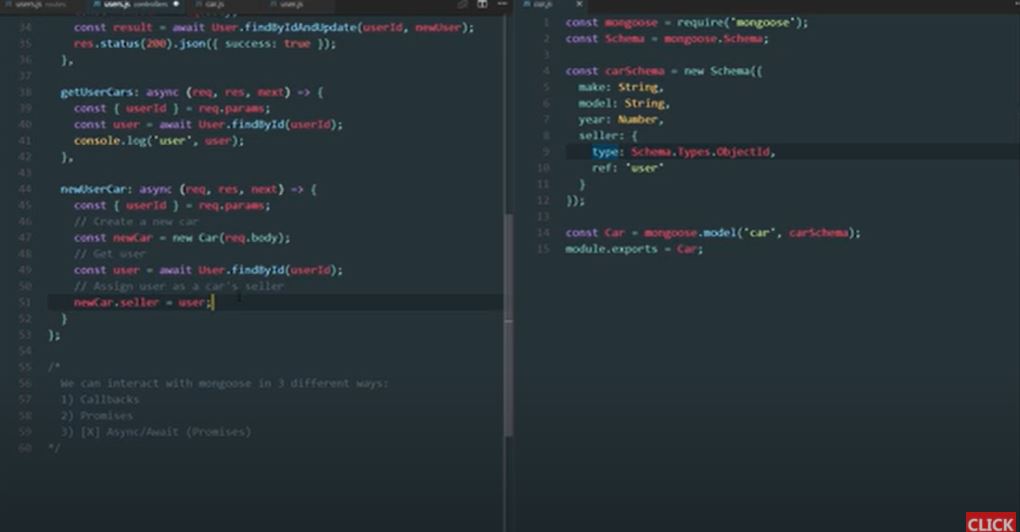 users.js routes users.js controllers car.js user.js
34 const result = await User.findByIdAndUpdate(userId, newUser);
35 res.status(200).json({ success: true });
36 },
37
38 getUserCars: async (req, res, next) => {
39 const { userId } = req.params;
40 const user = await User.findById(userId);
41 console.log('user', user);
42 },
43
44 newUserCar: async (req, res, next) => {
45 const { userId } = req.params;
46 // Create a new car
47 const newCar = new Car(req.body);
48 // Get user
49 const user = await User.findById(userId);
50 // Assign user as a car's seller
51 newCar.seller = user;
52 }
53 };
54
55 /*
56 We can interact with mongoose in 3 different ways:
57 1) Callbacks
58 2) Promises
59 3) [X] Async/Await (Promises)
60 */
car.js
1 const mongoose = require('mongoose');
2 const Schema = mongoose.Schema;
3
4 const carSchema = new Schema({
5 make: String,
6 model: String,
7 year: Number,
8 seller: {
9 type: Schema.Types.ObjectId,
10 ref: 'user'
11 }
12 });
13
14 const Car = mongoose.model('car', carSchema);
15 module.exports = Car;
CLICK